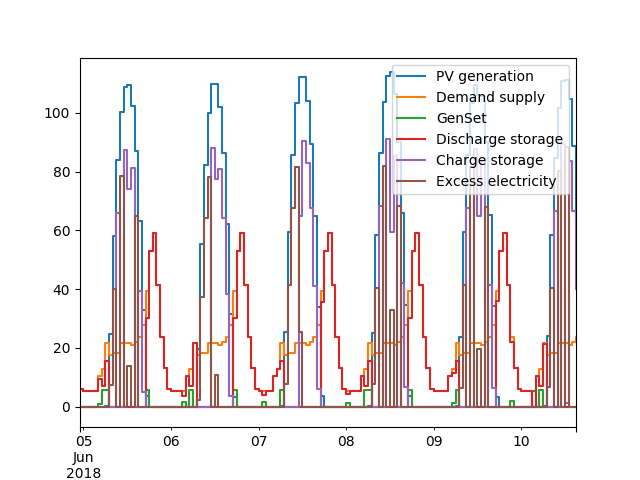 PV generation
Demand supply
GenSet
Discharge storage
Charge storage
Excess electricity
100
80
60
40
20
0
05 06 07 08 09 10
Jun
2018